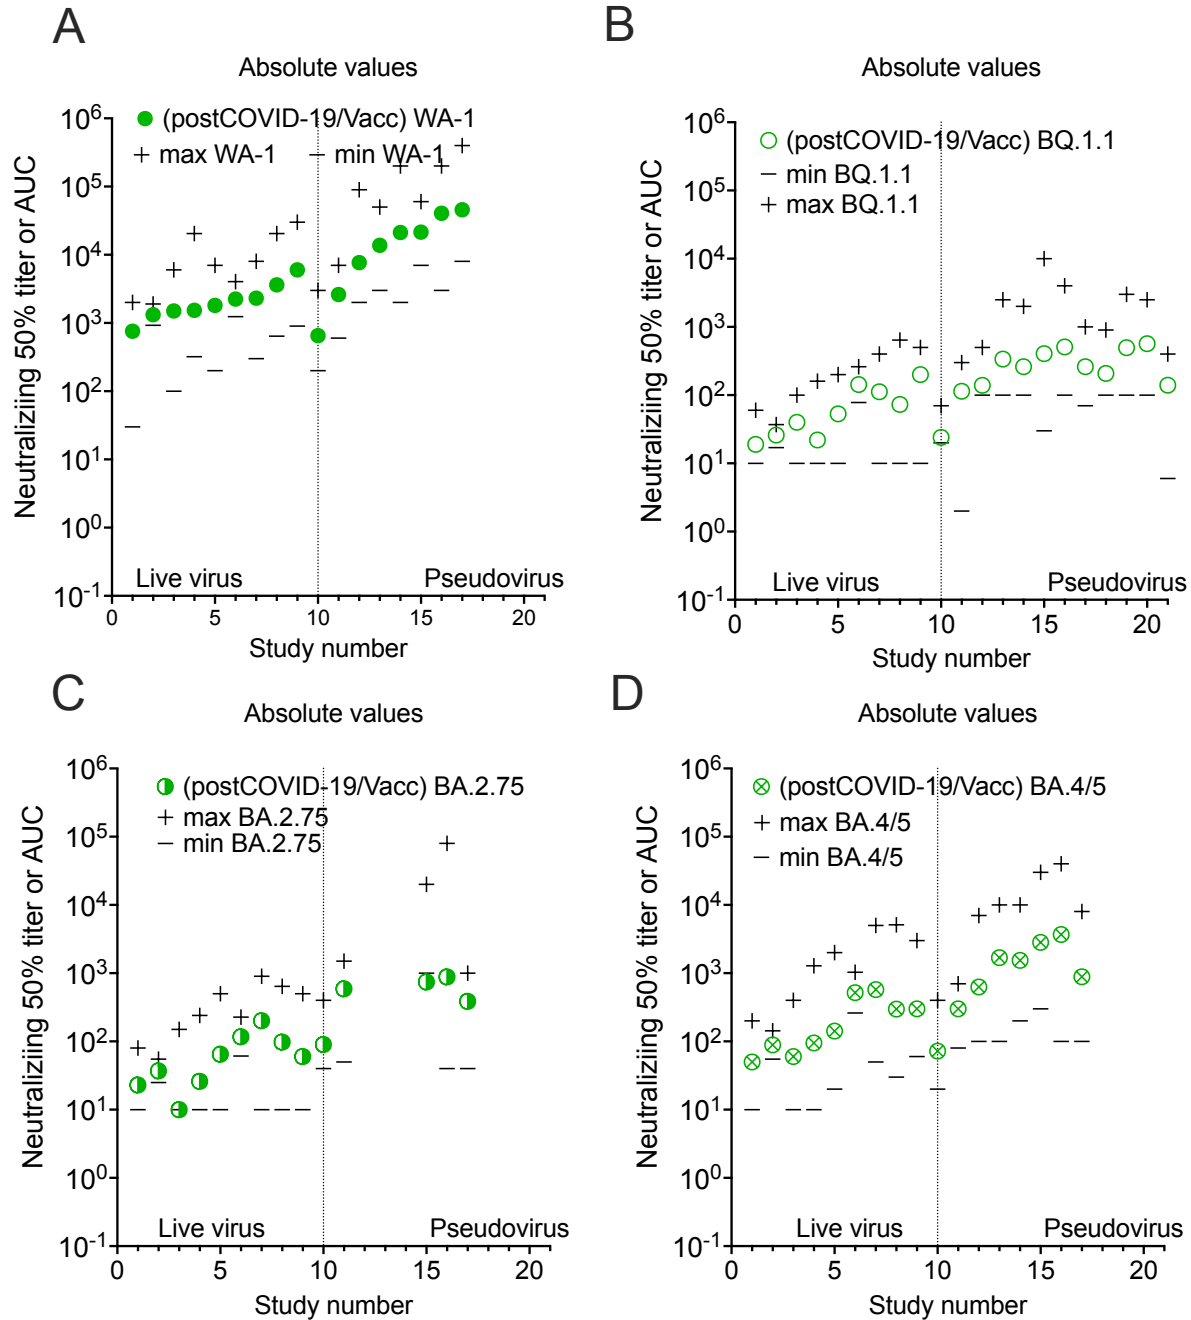 A
Absolute values
(postCOVID-19/Vacc) WA-1
max WA-1 min WA-1
Neutraliziing 50% titer or AUC
10^6
10^5
10^4
10^3
10^2
10^1
10^0
10^-1
Live virus Pseudovirus
0 5 10 15 20
Study number
B
Absolute values
(postCOVID-19/Vacc) BQ.1.1
min BQ.1.1
max BQ.1.1
Neutraliziing 50% titer or AUC
10^6
10^5
10^4
10^3
10^2
10^1
10^0
10^-1
Live virus Pseudovirus
0 5 10 15 20
Study number
C
Absolute values
(postCOVID-19/Vacc) BA.2.75
max BA.2.75
min BA.2.75
Neutraliziing 50% titer or AUC
10^6
10^5
10^4
10^3
10^2
10^1
10^0
10^-1
Live virus Pseudovirus
0 5 10 15 20
Study number
D
Absolute values
(postCOVID-19/Vacc) BA.4/5
max BA.4/5
min BA.4/5
Neutraliziing 50% titer or AUC
10^6
10^5
10^4
10^3
10^2
10^1
10^0
10^-1
Live virus Pseudovirus
0 5 10 15 20
Study number